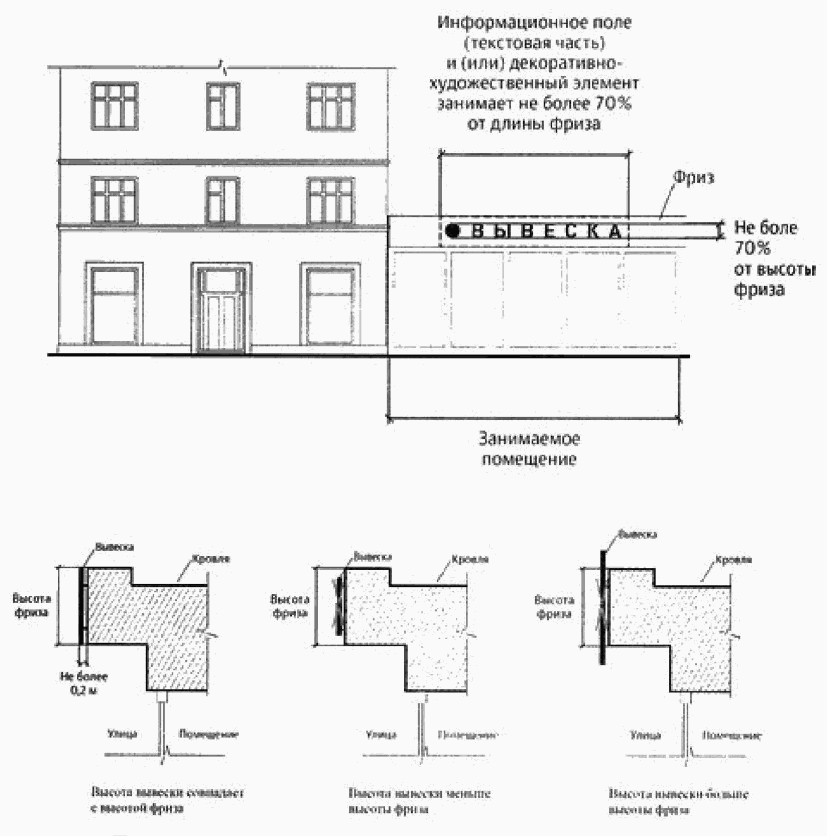 Информационное поле
(текстовая часть)
и (или) декоративно-
художественный элемент
занимает не более 70%
от длины фриза
Фриз
ВЫВЕСКА
Не боле
70%
от высоты
фриза
Занимаемое
помещение
Вывеска
Кровля
Высота
фриза
Не более
0,2 м
Улица
Помещение
Высота вывески совпадает
с высотой фриза
Вывеска
Кровля
Высота
фриза
Улица
Помещение
Высота вывески меньше
высоты фриза
Вывеска
Кровля
Высота
фриза
Улица
Помещение
Высота вывески больше
высоты фриза